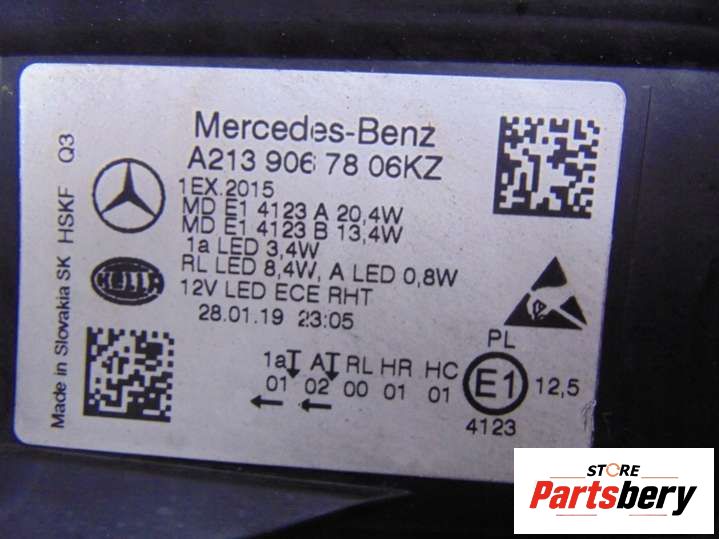 Mercedes-Benz
A213 906 78 06KZ
1EX.2015
MD E1 4123 A 20,4W
MD E1 4123 B 13,4W
1a LED 3,4W
RL LED 8,4W, A LED 0,8W
12V LED ECE RHT
28.01.19 23:05
HELLA
Made in Slovakia SK HSKF Q3
1a A RL HR HC
01 02 00 01 01
PL
E1 12,5
4123
STORE
Partsbery